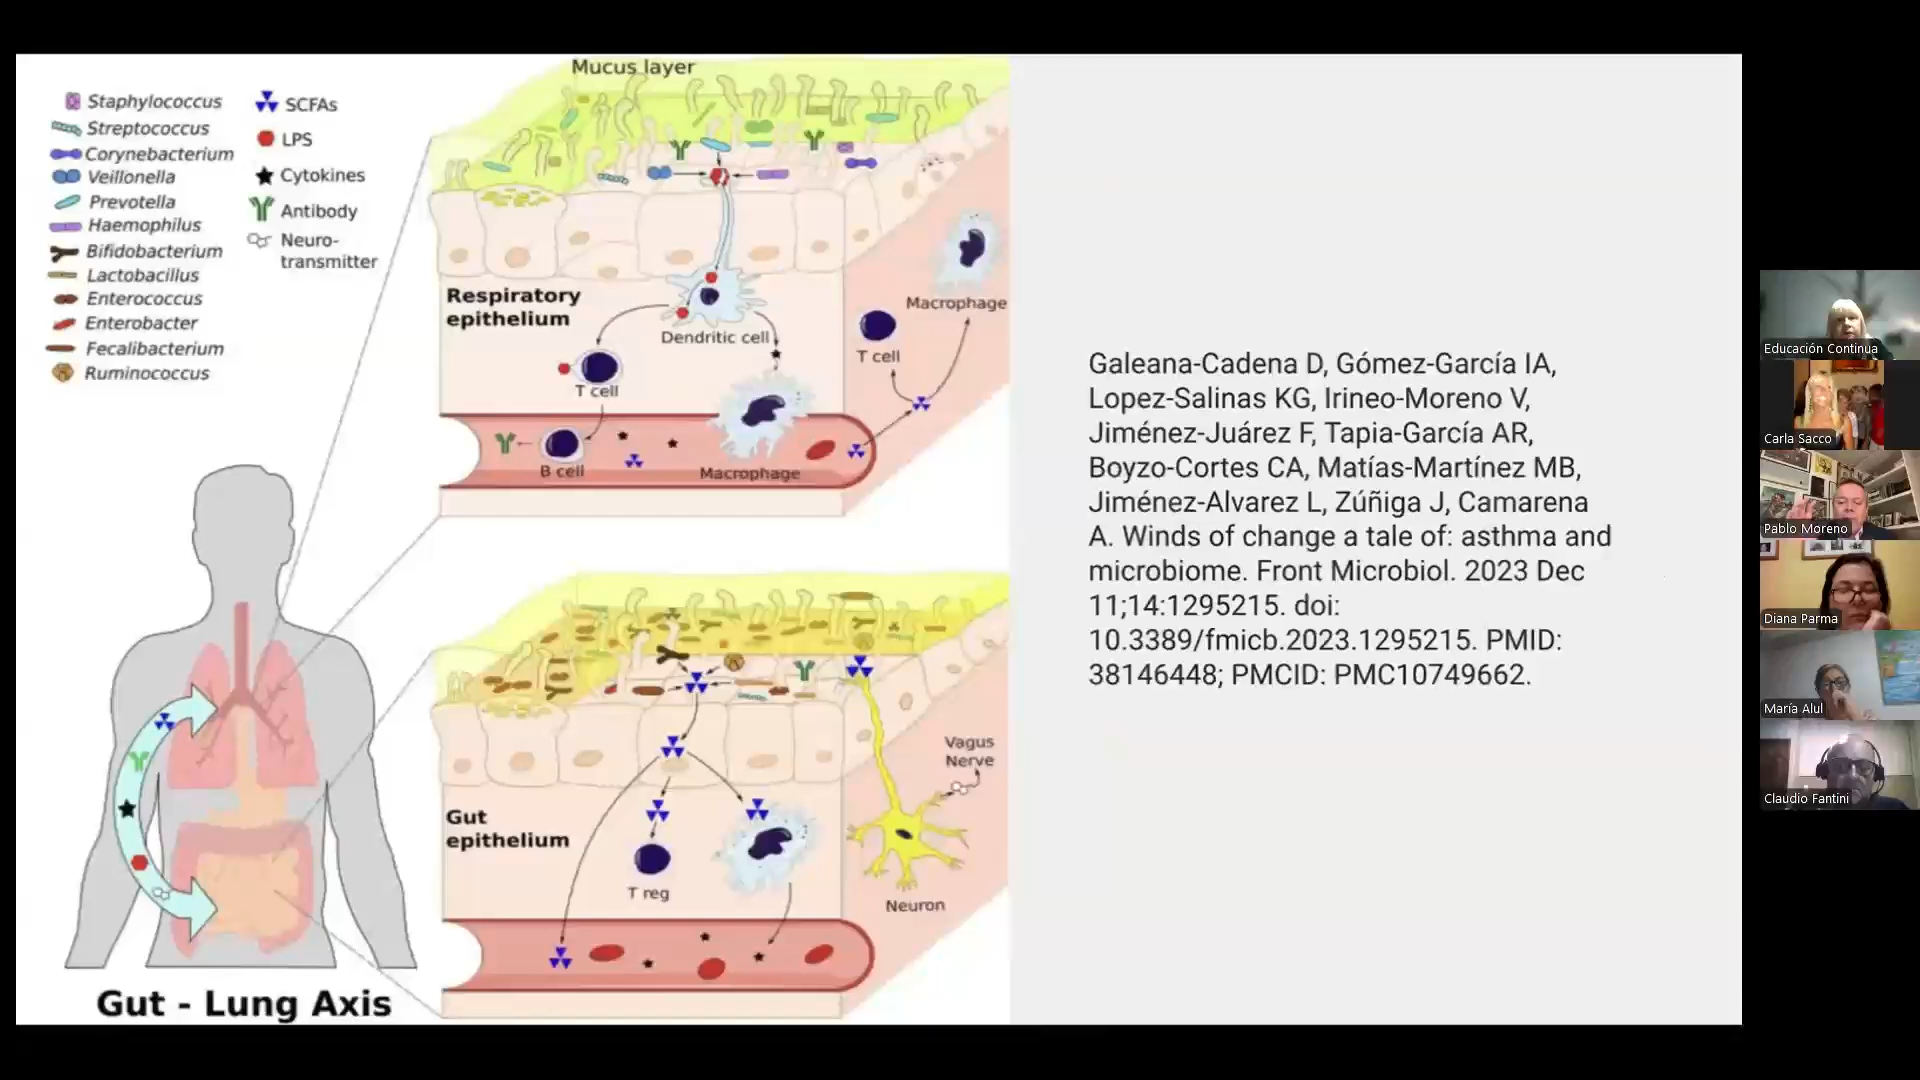 Staphylococcus
Streptococcus
Corynebacterium
Veillonella
Prevotella
Haemophilus
Bifidobacterium
Lactobacillus
Enterococcus
Enterobacter
Fecalibacterium
Ruminococcus
SCFAs
LPS
Cytokines
Antibody
Neuro-
transmitter
Mucus layer
Respiratory
epithelium
Dendritic cell
T cell
B cell
Macrophage
T cell
Macrophage
Gut
epithelium
T reg
Vagus
Nerve
Neuron
Gut - Lung Axis
Galeana-Cadena D, Gómez-García IA,
Lopez-Salinas KG, Irineo-Moreno V,
Jiménez-Juárez F, Tapia-García AR,
Boyzo-Cortes CA, Matías-Martínez MB,
Jiménez-Alvarez L, Zúñiga J, Camarena
A. Winds of change a tale of: asthma and
microbiome. Front Microbiol. 2023 Dec
11;14:1295215. doi:
10.3389/fmicb.2023.1295215. PMID:
38146448; PMCID: PMC10749662.
Educación Continua
Carla Sacco
Pablo Moreno
Diana Parma
María Alul
Claudio Fantini